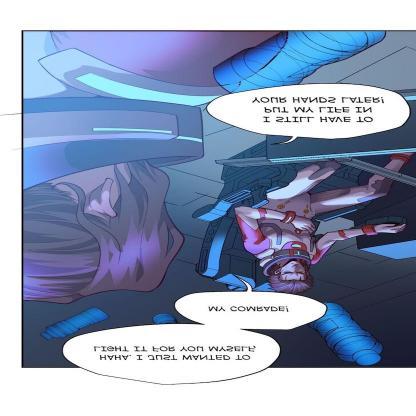 HAHA, I JUST WANTED TO
LIGHT IT FOR YOU MYSELF,
MY COMRADE!
I STILL HAVE TO
PUT MY LIFE IN
YOUR HANDS LATER!